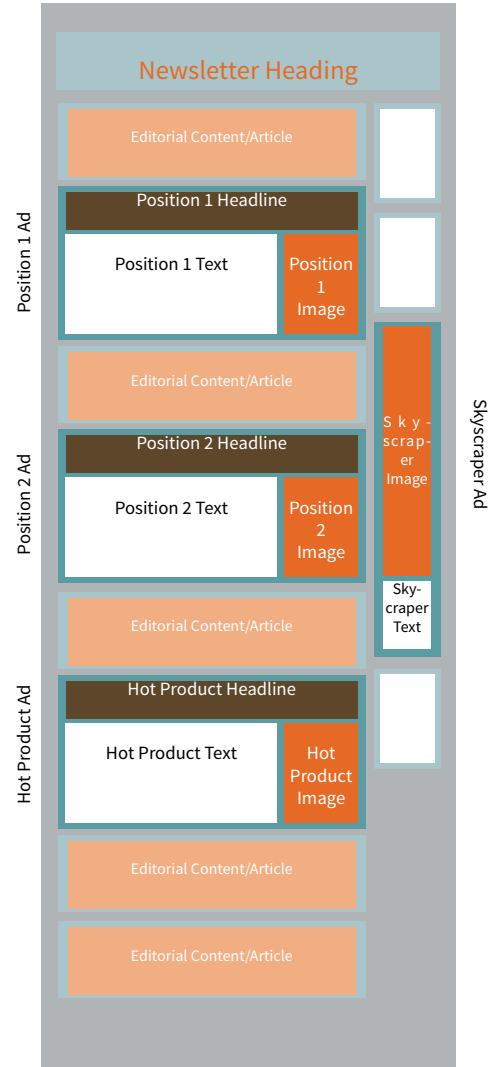 Newsletter Heading
Editorial Content/Article
Position 1 Ad
Position 1 Headline
Position 1 Text
Position
1
Image
Editorial Content/Article
Position 2 Ad
Position 2 Headline
Position 2 Text
Position
2
Image
Editorial Content/Article
Hot Product Ad
Hot Product Headline
Hot Product Text
Hot
Product
Image
Editorial Content/Article
Editorial Content/Article
Sky-
scrap-
er
Image
Sky-
craper
Text
Skyscraper Ad